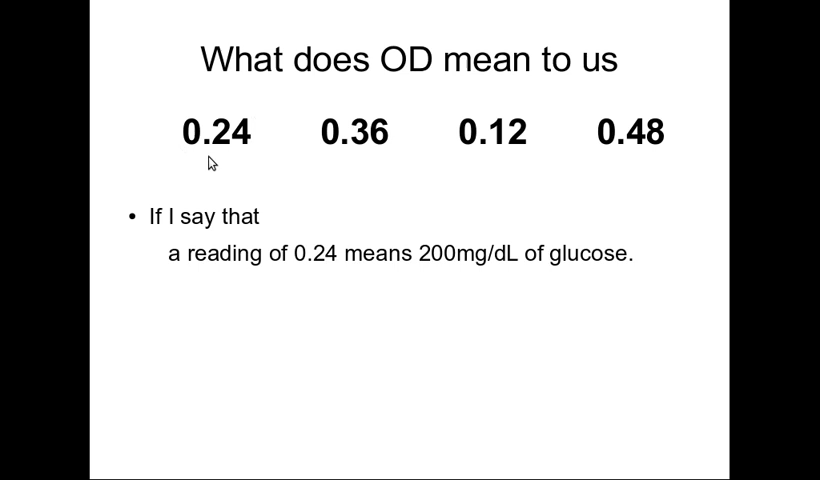 What does OD mean to us
0.24 0.36 0.12 0.48
• If I say that
a reading of 0.24 means 200mg/dL of glucose.